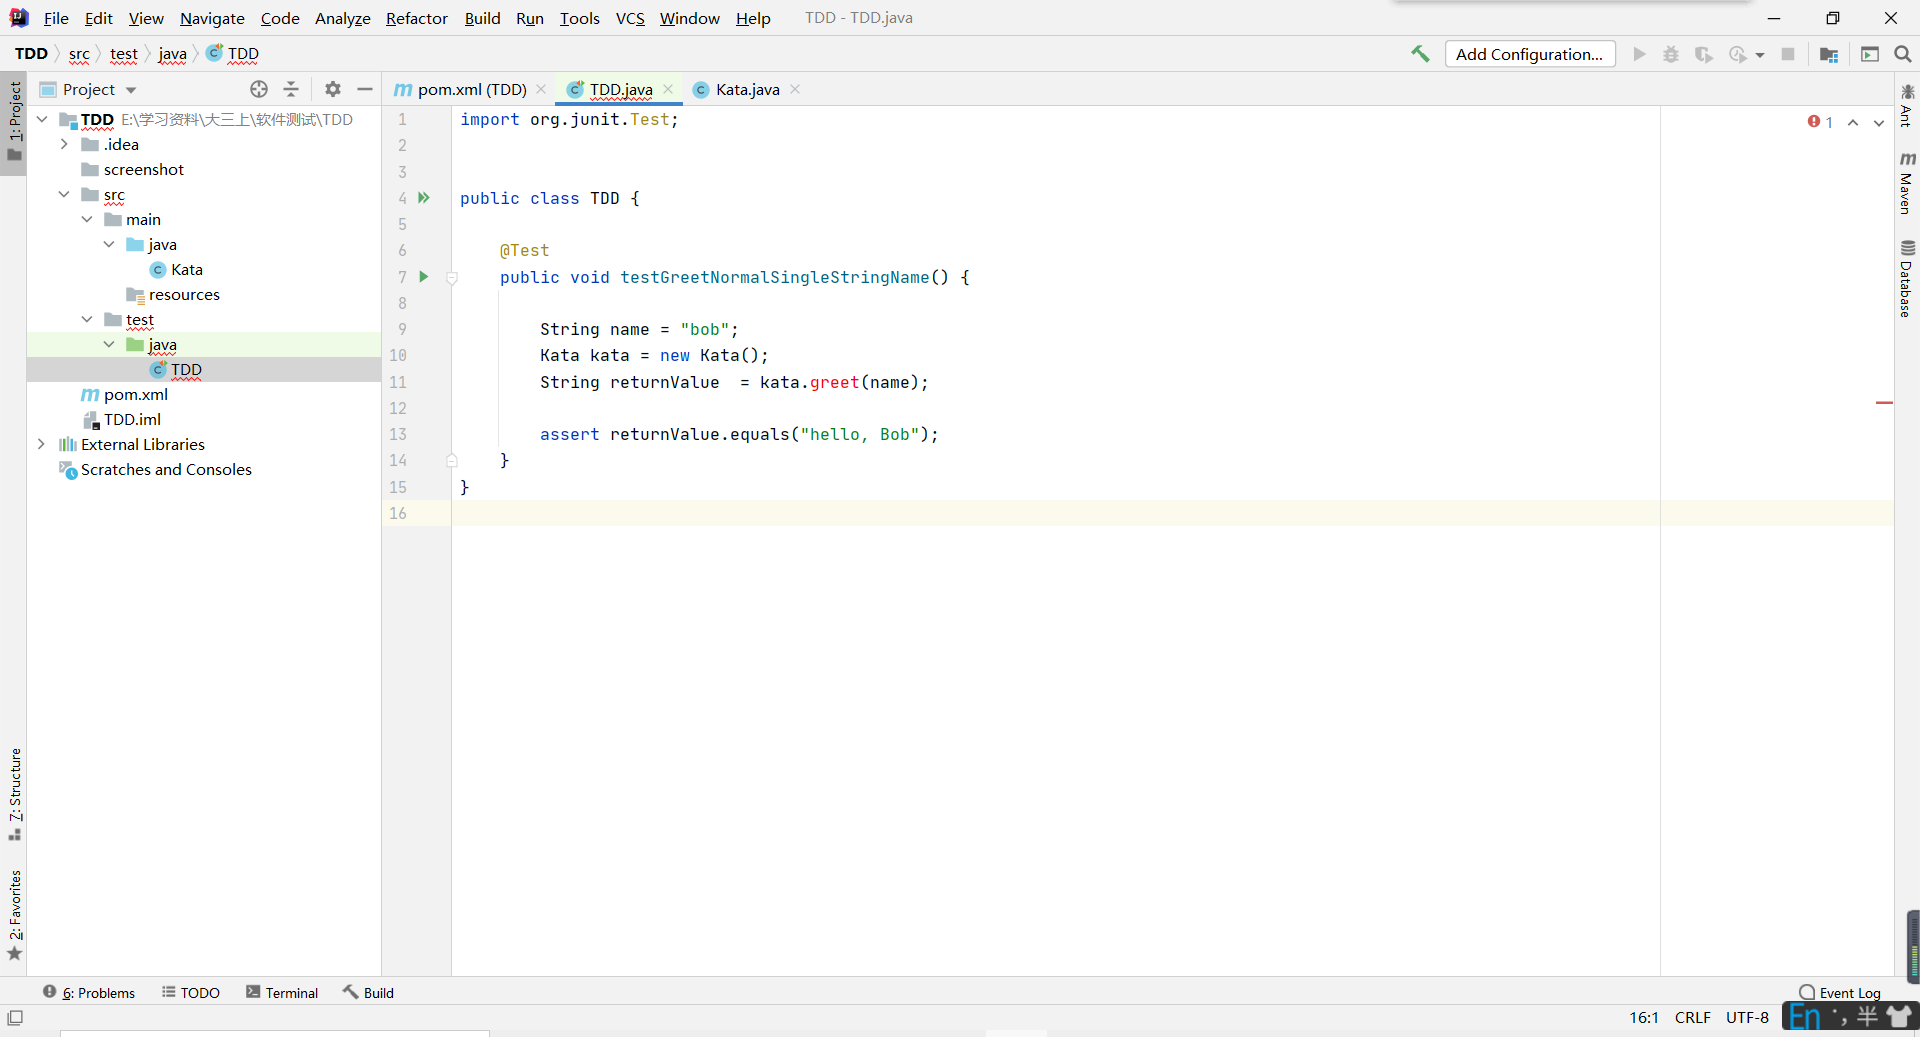 File Edit View Navigate Code Analyze Refactor Build Run Tools VCS Window Help TDD - TDD.java
TDD src test java TDD Add Configuration...
1: Project
Project
pom.xml (TDD) TDD.java Kata.java
TDD E:\学习资料\大三上\软件测试\TDD
.idea
screenshot
src
main
java
Kata
resources
test
java
TDD
pom.xml
TDD.iml
External Libraries
Scratches and Consoles
1 import org.junit.Test;
2
3
4 public class TDD {
5
6 @Test
7 public void testGreetNormalSingleStringName() {
8
9 String name = "bob";
10 Kata kata = new Kata();
11 String returnValue  = kata.greet(name);
12
13 assert returnValue.equals("hello, Bob");
14 }
15 }
16
1
Ant
Maven
Database
7: Structure
2: Favorites
6: Problems TODO Terminal Build Event Log
16:1 CRLF UTF-8 En 半